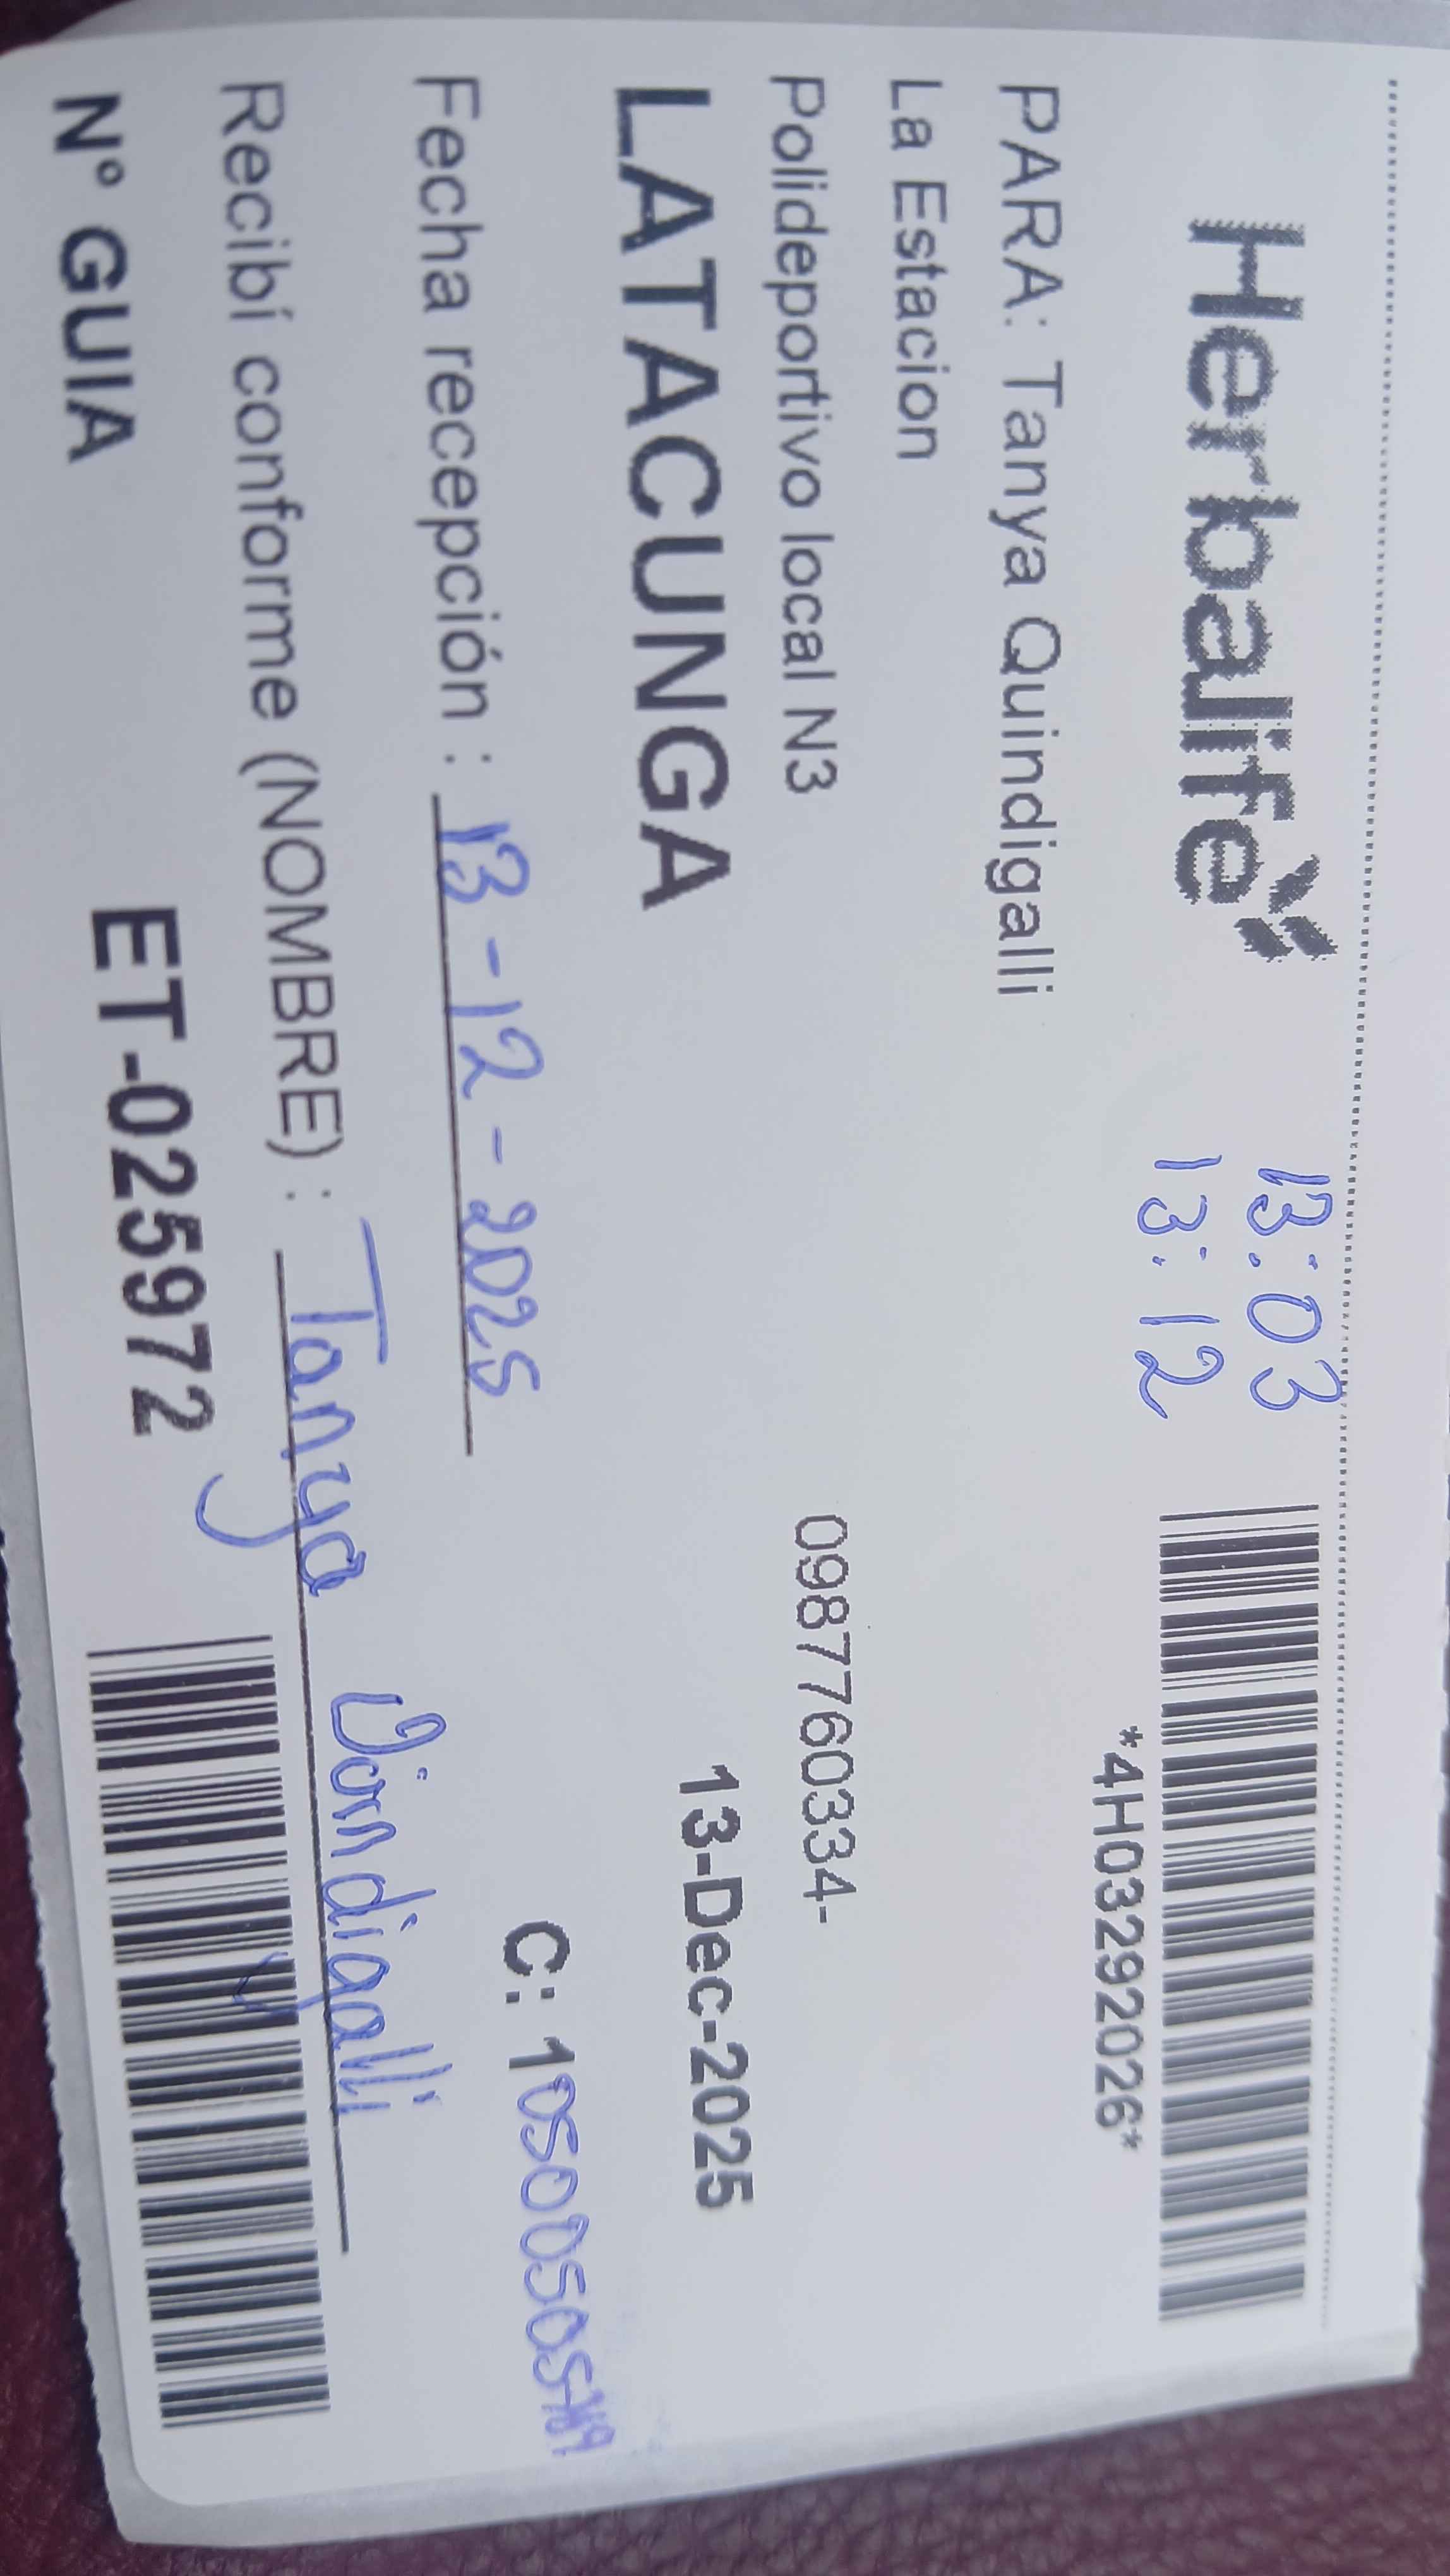 Herbalife
13:03
13:12
*4H03292026*
PARA: Tanya Quindigalli
La Estacion
Polideportivo local N3
0987760334-
LATACUNGA
13-Dec-2025
Fecha recepción : 13-12-2025
C: 1
Recibí conforme (NOMBRE) : Tanya Quindigalli
N° GUIA
ET-025972